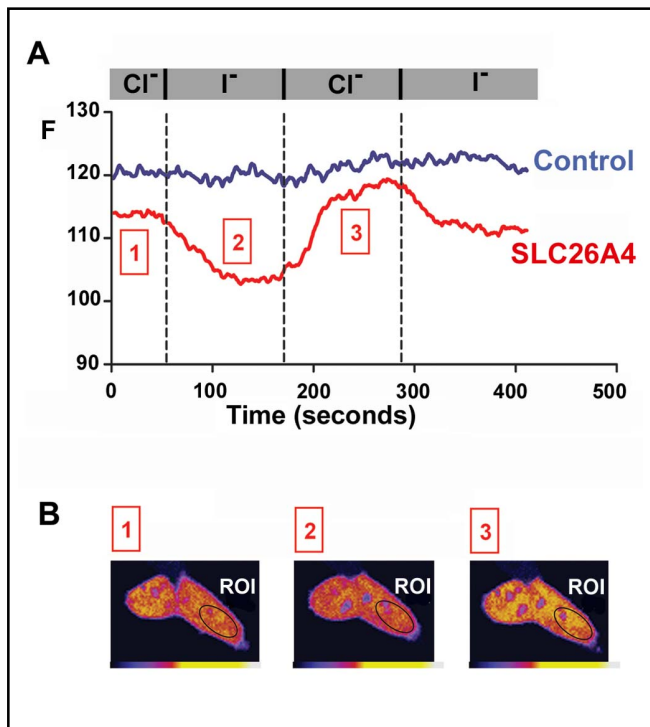 A
Cl⁻ I⁻ Cl⁻ I⁻
F
130
120
110
100
90
Control
SLC26A4
1
2
3
0 100 200 300 400 500
Time (seconds)
B
1 2 3
ROI ROI ROI